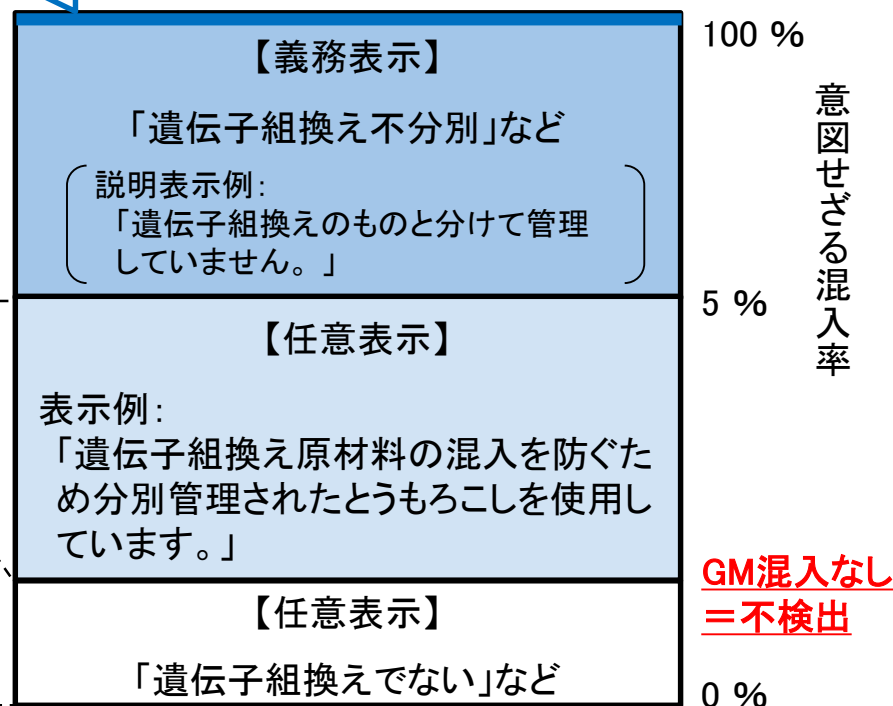 100 %
【義務表示】
「遺伝子組換え不分別」など
説明表示例:
「遺伝子組換えのものと分けて管理
していません。」
意図せざる混入率
5 %
【任意表示】
表示例:
「遺伝子組換え原材料の混入を防ぐた
め分別管理されたとうもろこしを使用し
ています。」
GM混入なし
＝不検出
【任意表示】
「遺伝子組換えでない」など
0 %